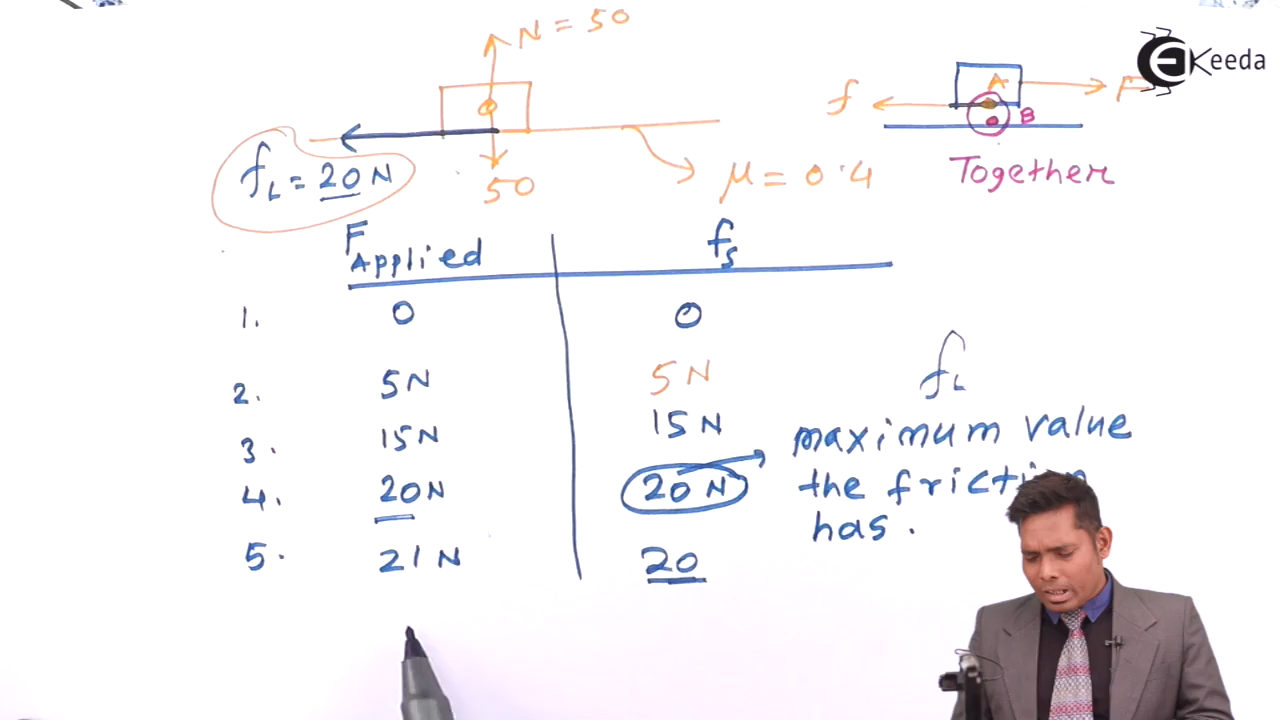 N = 50
EKeeda
f
A
F
B
f_L = 20 N
50
μ = 0.4
Together
F Applied
f_s
1. 0 0
2. 5N 5N
3. 15N 15N
4. 20N 20N
5. 21N 20
f_L
maximum value
the friction
has.